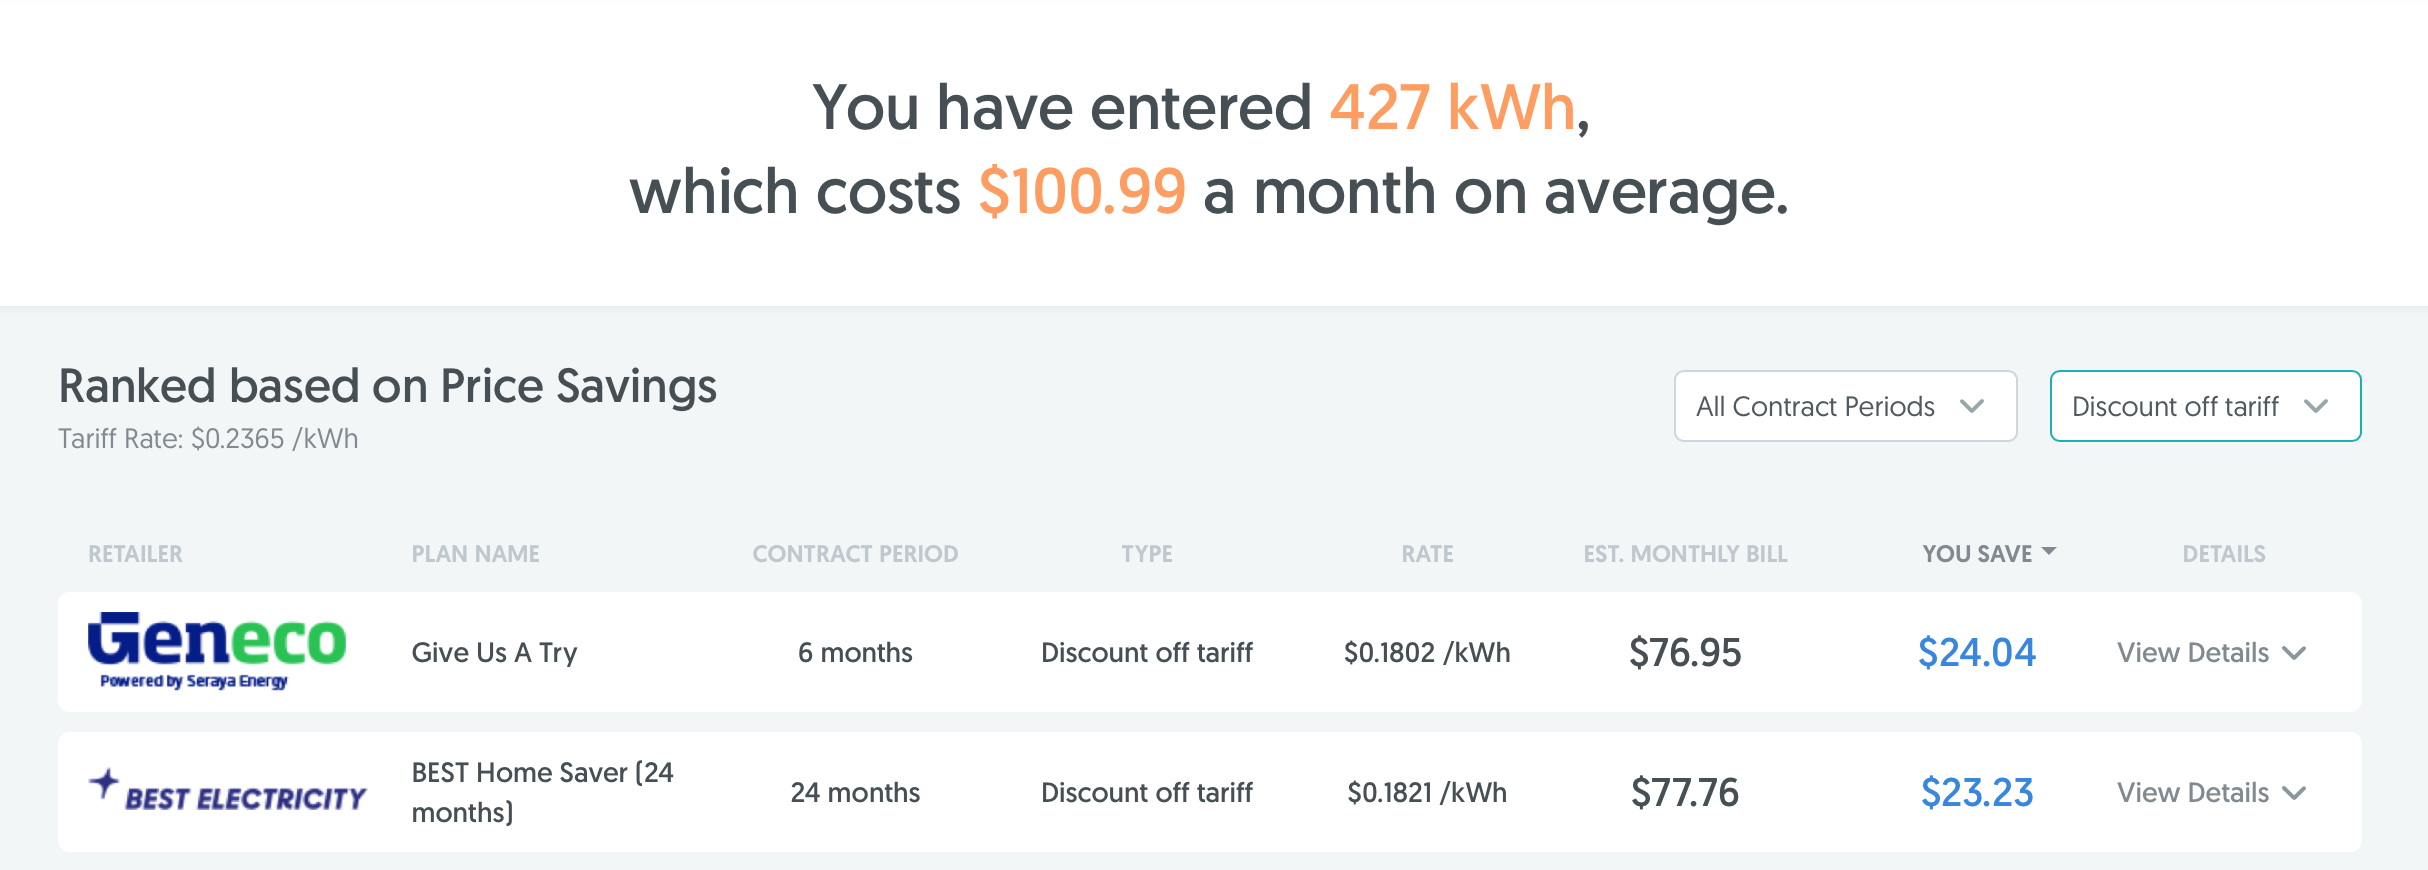 You have entered 427 kWh,
which costs $100.99 a month on average.
Ranked based on Price Savings
Tariff Rate: $0.2365 /kWh
All Contract Periods
Discount off tariff
RETAILER PLAN NAME CONTRACT PERIOD TYPE RATE EST. MONTHLY BILL YOU SAVE DETAILS
Geneco
Powered by Seraya Energy
Give Us A Try 6 months Discount off tariff $0.1802 /kWh $76.95 $24.04 View Details
BEST ELECTRICITY
BEST Home Saver (24
months)
24 months Discount off tariff $0.1821 /kWh $77.76 $23.23 View Details